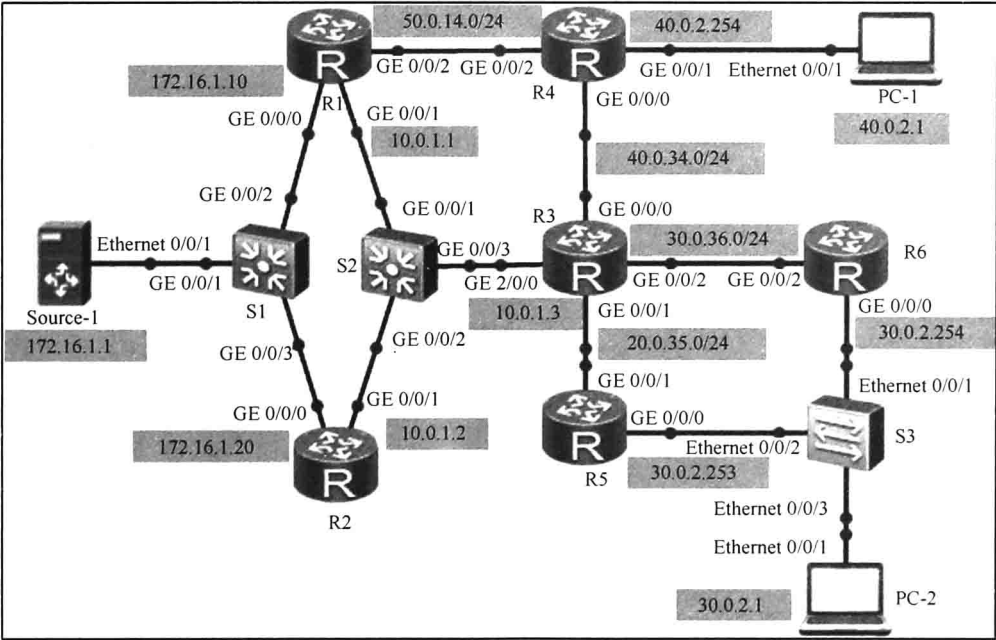 50.0.14.0/24
40.0.2.254
GE 0/0/2
GE 0/0/2
GE 0/0/1
Ethernet 0/0/1
R
R1
R
R4
PC-1
172.16.1.10
40.0.2.1
GE 0/0/0
GE 0/0/1
10.0.1.1
GE 0/0/0
40.0.34.0/24
GE 0/0/2
GE 0/0/1
R3
GE 0/0/0
30.0.36.0/24
R6
Ethernet 0/0/1
GE 0/0/1
S1
S2
GE 0/0/3
GE 2/0/0
R
GE 0/0/2
GE 0/0/2
R
Source-1
172.16.1.1
10.0.1.3
GE 0/0/1
GE 0/0/0
30.0.2.254
GE 0/0/3
GE 0/0/2
20.0.35.0/24
GE 0/0/1
Ethernet 0/0/1
GE 0/0/0
GE 0/0/1
172.16.1.20
10.0.1.2
R
R2
R
R5
GE 0/0/0
Ethernet 0/0/2
30.0.2.253
S3
Ethernet 0/0/3
Ethernet 0/0/1
30.0.2.1
PC-2